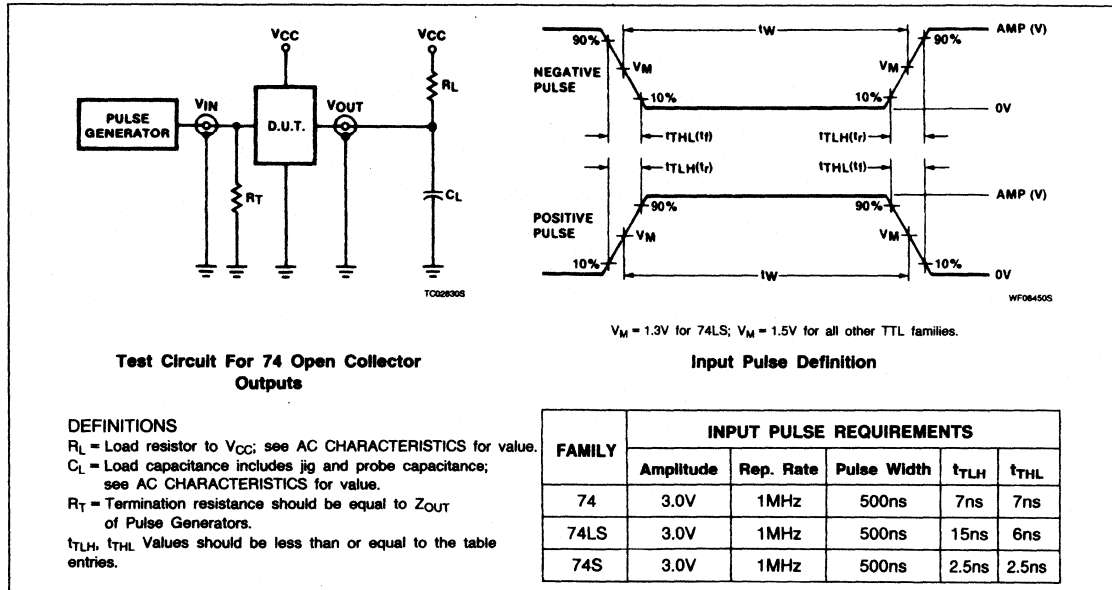 VCC
VCC
RL
PULSE
GENERATOR
VIN
D.U.T.
VOUT
RT
CL
TC02830S
Test Circuit For 74 Open Collector
Outputs
tW
90%
90%
AMP (V)
NEGATIVE
PULSE
VM
VM
10%
10%
0V
tTHL(tf)
tTLH(tr)
tTLH(tr)
tTHL(tf)
AMP (V)
POSITIVE
PULSE
90%
90%
VM
VM
10%
10%
tW
0V
WF06450S
VM = 1.3V for 74LS; VM = 1.5V for all other TTL families.
Input Pulse Definition
DEFINITIONS
RL = Load resistor to VCC; see AC CHARACTERISTICS for value.
CL = Load capacitance includes jig and probe capacitance;
see AC CHARACTERISTICS for value.
RT = Termination resistance should be equal to ZOUT
of Pulse Generators.
tTLH, tTHL Values should be less than or equal to the table
entries.
FAMILY INPUT PULSE REQUIREMENTS
Amplitude Rep. Rate Pulse Width tTLH tTHL
74 3.0V 1MHz 500ns 7ns 7ns
74LS 3.0V 1MHz 500ns 15ns 6ns
74S 3.0V 1MHz 500ns 2.5ns 2.5ns